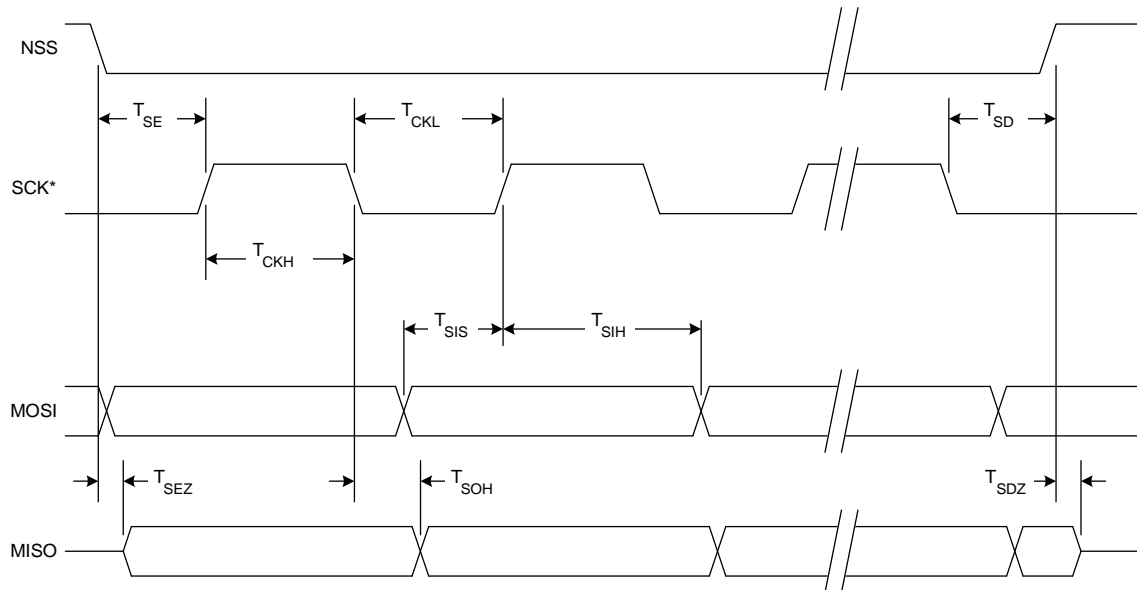 NSS
T_SE
T_CKL
T_SD
SCK*
T_CKH
T_SIS
T_SIH
MOSI
T_SEZ
T_SOH
T_SDZ
MISO